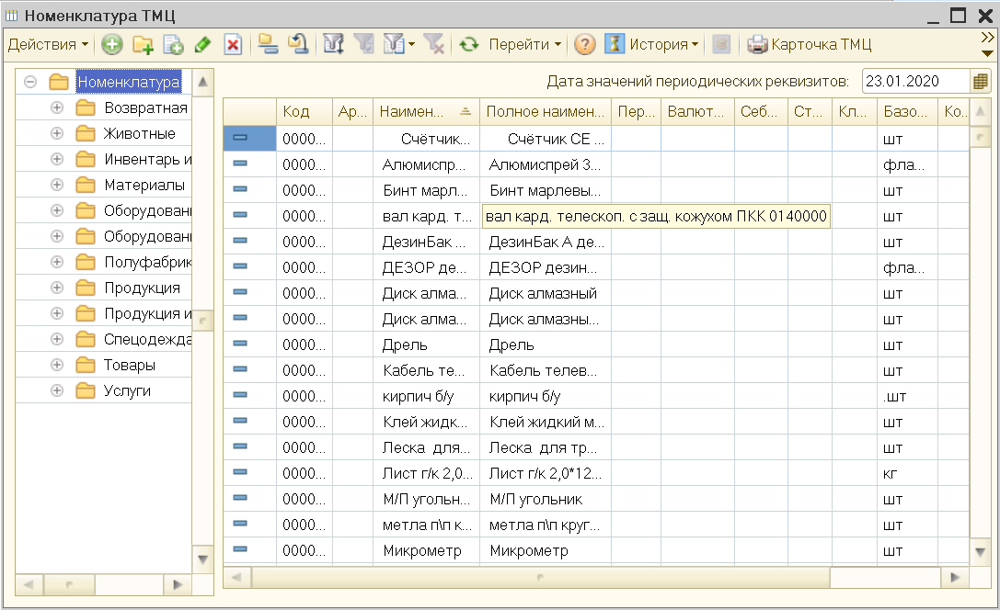 Номенклатура ТМЦ
Действия Перейти История Карточка ТМЦ
Дата значений периодических реквизитов: 23.01.2020
Номенклатура
Возвратная
Животные
Инвентарь и
Материалы
Оборудован
Оборудован
Полуфабрик
Продукция
Продукция и
Спецодежда
Товары
Услуги
Код Ар... Наимен... Полное наимен... Пер... Валют... Себ... Ст... Кл... Базо... Ко...
0000... Счётчик... Счётчик СЕ ... шт
0000... Алюмиспр... Алюмиспрей 3... фла...
0000... Бинт марл... Бинт марлевы... шт
0000... вал кард. т... вал кард. телескоп. с защ. кожухом ПКК 0140000 шт
0000... ДезинБак ... ДезинБак А де... шт
0000... ДЕЗОР де... ДЕЗОР дезин... фла...
0000... Диск алма... Диск алмазный шт
0000... Диск алма... Диск алмазны... шт
0000... Дрель Дрель шт
0000... Кабель те... Кабель телев... шт
0000... кирпич б/у кирпич б/у .шт
0000... Клей жидк... Клей жидкий м... шт
0000... Леска для... Леска для тр... шт
0000... Лист г/к 2,0... Лист г/к 2,0*12... кг
0000... М/П угольн... М/П угольник шт
0000... метла п\п к... метла п\п круг... шт
0000... Микрометр Микрометр шт